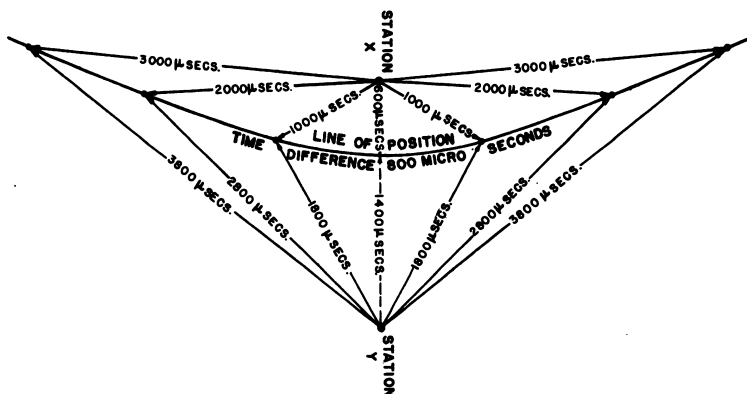 STATION
X
3000 μ SECS.
3000 μ SECS.
2000 μ SECS.
2000 μ SECS.
1000 μ SECS.
600 μ SECS.
1000 μ SECS.
TIME LINE OF POSITION
DIFFERENCE 800 MICRO SECONDS
3800 μ SECS.
2800 μ SECS.
1800 μ SECS.
1400 μ SECS.
1800 μ SECS.
2800 μ SECS.
3800 μ SECS.
STATION
Y